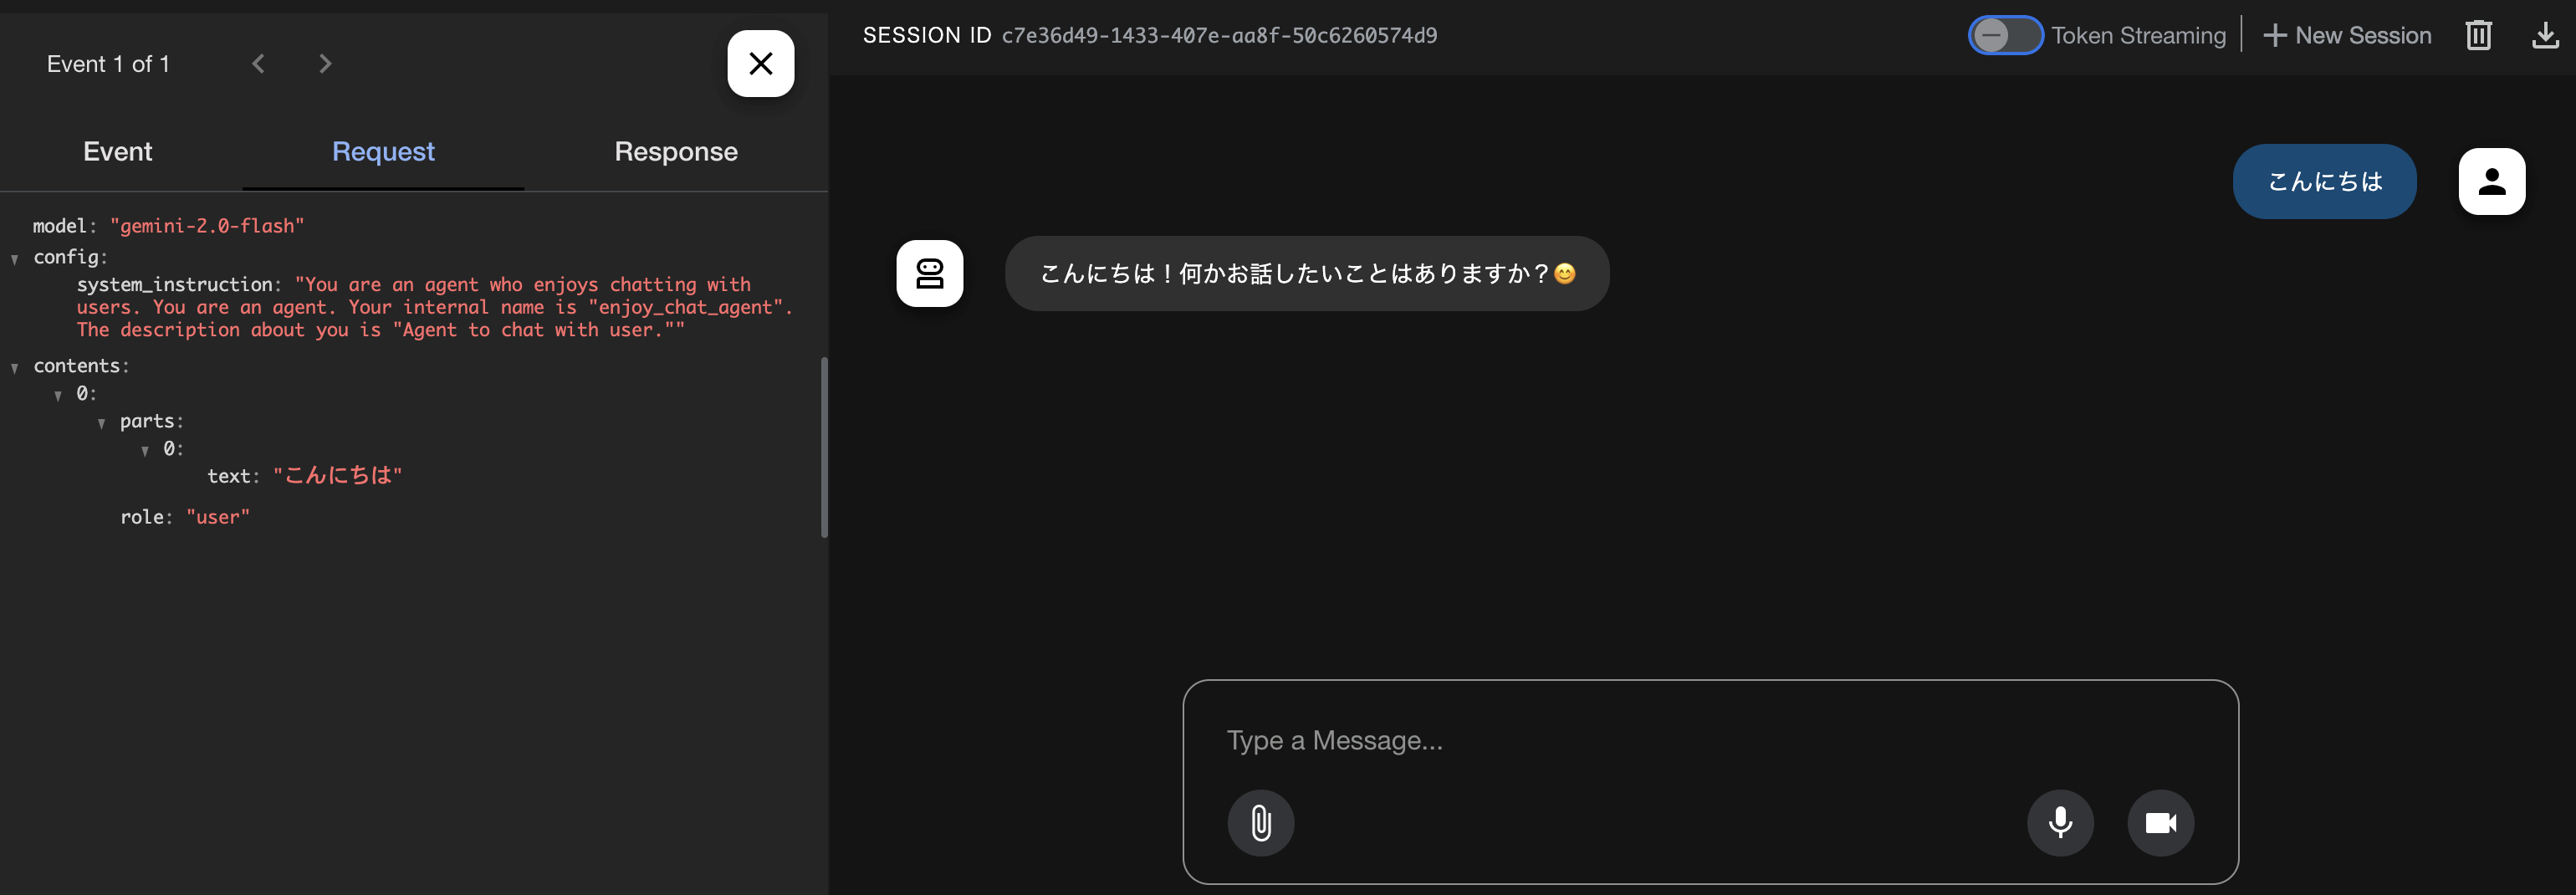 Event 1 of 1
Event
Request
Response
model: "gemini-2.0-flash"
config:
system_instruction: "You are an agent who enjoys chatting with
users. You are an agent. Your internal name is "enjoy_chat_agent".
The description about you is "Agent to chat with user.""
contents:
0:
parts:
0:
text: "こんにちは"
role: "user"
SESSION ID c7e36d49-1433-407e-aa8f-50c6260574d9
Token Streaming
New Session
こんにちは
こんにちは！何かお話したいことはありますか？😊
Type a Message...